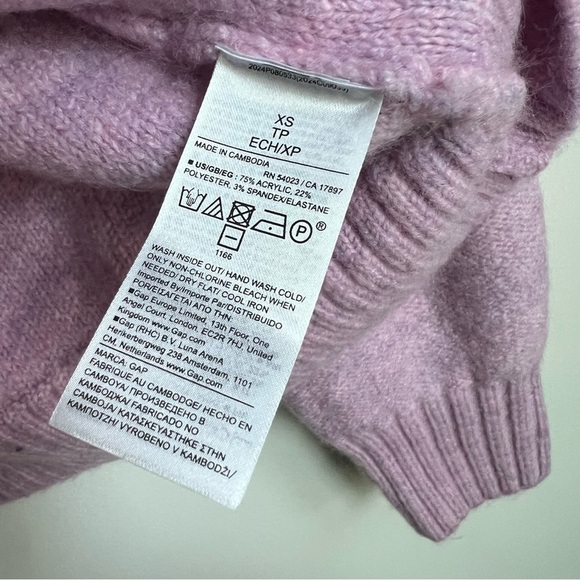 XS
TP
ECH/XP
MADE IN CAMBODIA
RN 54023 / CA 17897
■ US/GB/EG : 75% ACRYLIC, 22%
POLYESTER, 3% SPANDEX/ELASTANE
P ®
1166
WASH INSIDE OUT/ HAND WASH COLD/
ONLY NON-CHLORINE BLEACH WHEN
NEEDED/ DRY FLAT/ COOL IRON
Imported By/Importe Par/DISTRIBUIDO
POR/ΕΙΣΑΓΕΤΑΙ ΑΠΟ ΤΗΝ:
■Gap Europe Limited, 13th Floor, One
Angel Court, London, EC2R 7HJ, United
Kingdom www.Gap.com
■Gap (RHC) B.V, Luna ArenA
Herikerbergweg 238 Amsterdam, 1101
CM, Netherlands www.Gap.com
MARCA: GAP
FABRIQUE AU CAMBODGE/ HECHO EN
CAMBOYA/ ПРОИЗВЕДЕНО В
КАМБОДЖА/ FABRICADO NO
CAMBOJA/ ΚΑΤΑΣΚΕΥΑΣΤΗΚΕ ΣΤΗΝ
ΚΑΜΠΟΤΖΗ/ VYROBENO V KAMBODŽI/